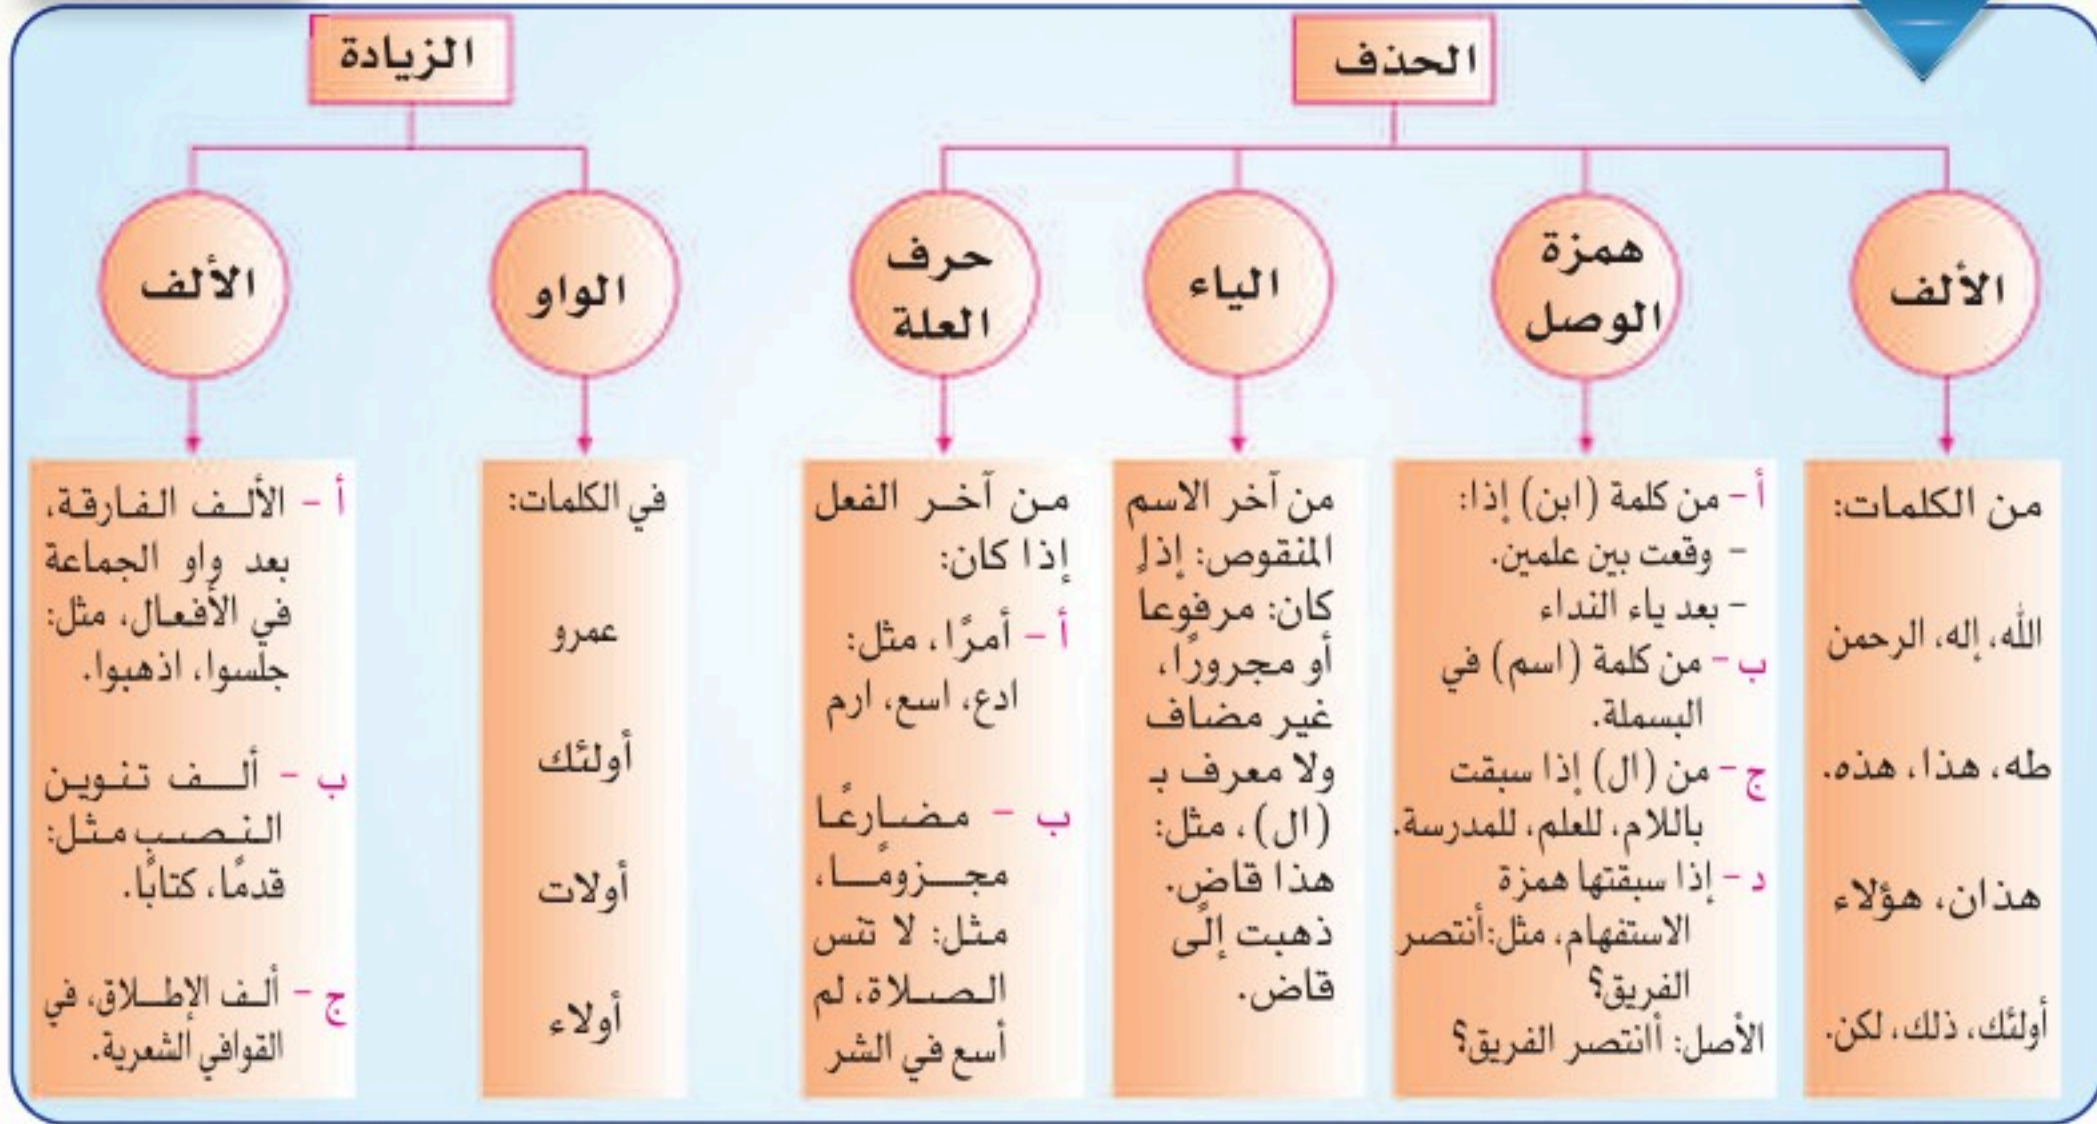 الحذف
الألف
من الكلمات:
الله، إله، الرحمن
طه، هذا، هذه.
هذان، هؤلاء
أولئك، ذلك، لكن.
همزة
الوصل
أ - من كلمة (ابن) إذا:
- وقعت بين علمين.
- بعد ياء النداء
ب - من كلمة (اسم) في
البسملة.
ج - من (ال) إذا سبقت
باللام، للعلم، للمدرسة.
د - إذا سبقتها همزة
الاستفهام، مثل: أنتصر
الفريق؟
الأصل: أانتصر الفريق؟
الياء
من آخر الاسم
المنقوص: إذا
كان: مرفوعا
أو مجرورًا،
غير مضاف
ولا معرف بـ
(ال)، مثل:
هذا قاضٍ.
ذهبت إلى
قاض.
حرف
العلة
من آخر الفعل
إذا كان:
أ - أمرًا، مثل:
ادع، اسع، ارم
ب - مضارعًا
مجزومًا،
مثل: لا تنس
الصلاة، لم
أسع في الشر
الزيادة
الواو
في الكلمات:
عمرو
أولئك
أولات
أولاء
الألف
أ - الألف الفارقة،
بعد واو الجماعة
في الأفعال، مثل:
جلسوا، اذهبوا.
ب - ألف تنوين
النصب مثل:
قدمًا، كتابًا.
ج - ألف الإطلاق، في
القوافي الشعرية.